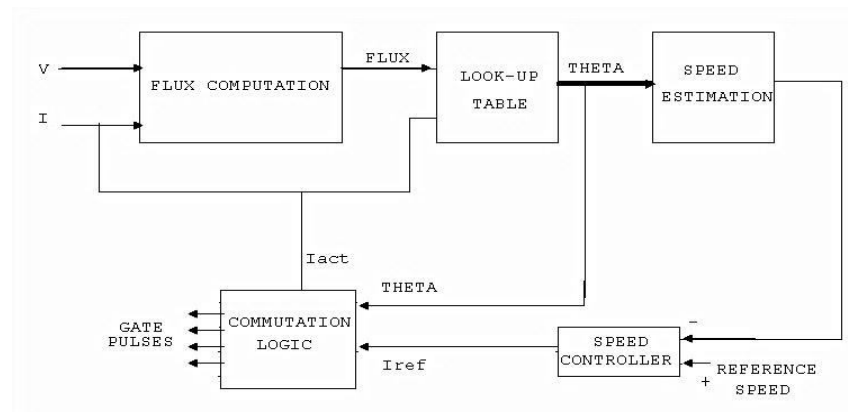 V
I
FLUX COMPUTATION
FLUX
LOOK-UP
TABLE
THETA
SPEED
ESTIMATION
Iact
THETA
GATE
PULSES
COMMUTATION
LOGIC
Iref
SPEED
CONTROLLER
-
+
REFERENCE
SPEED